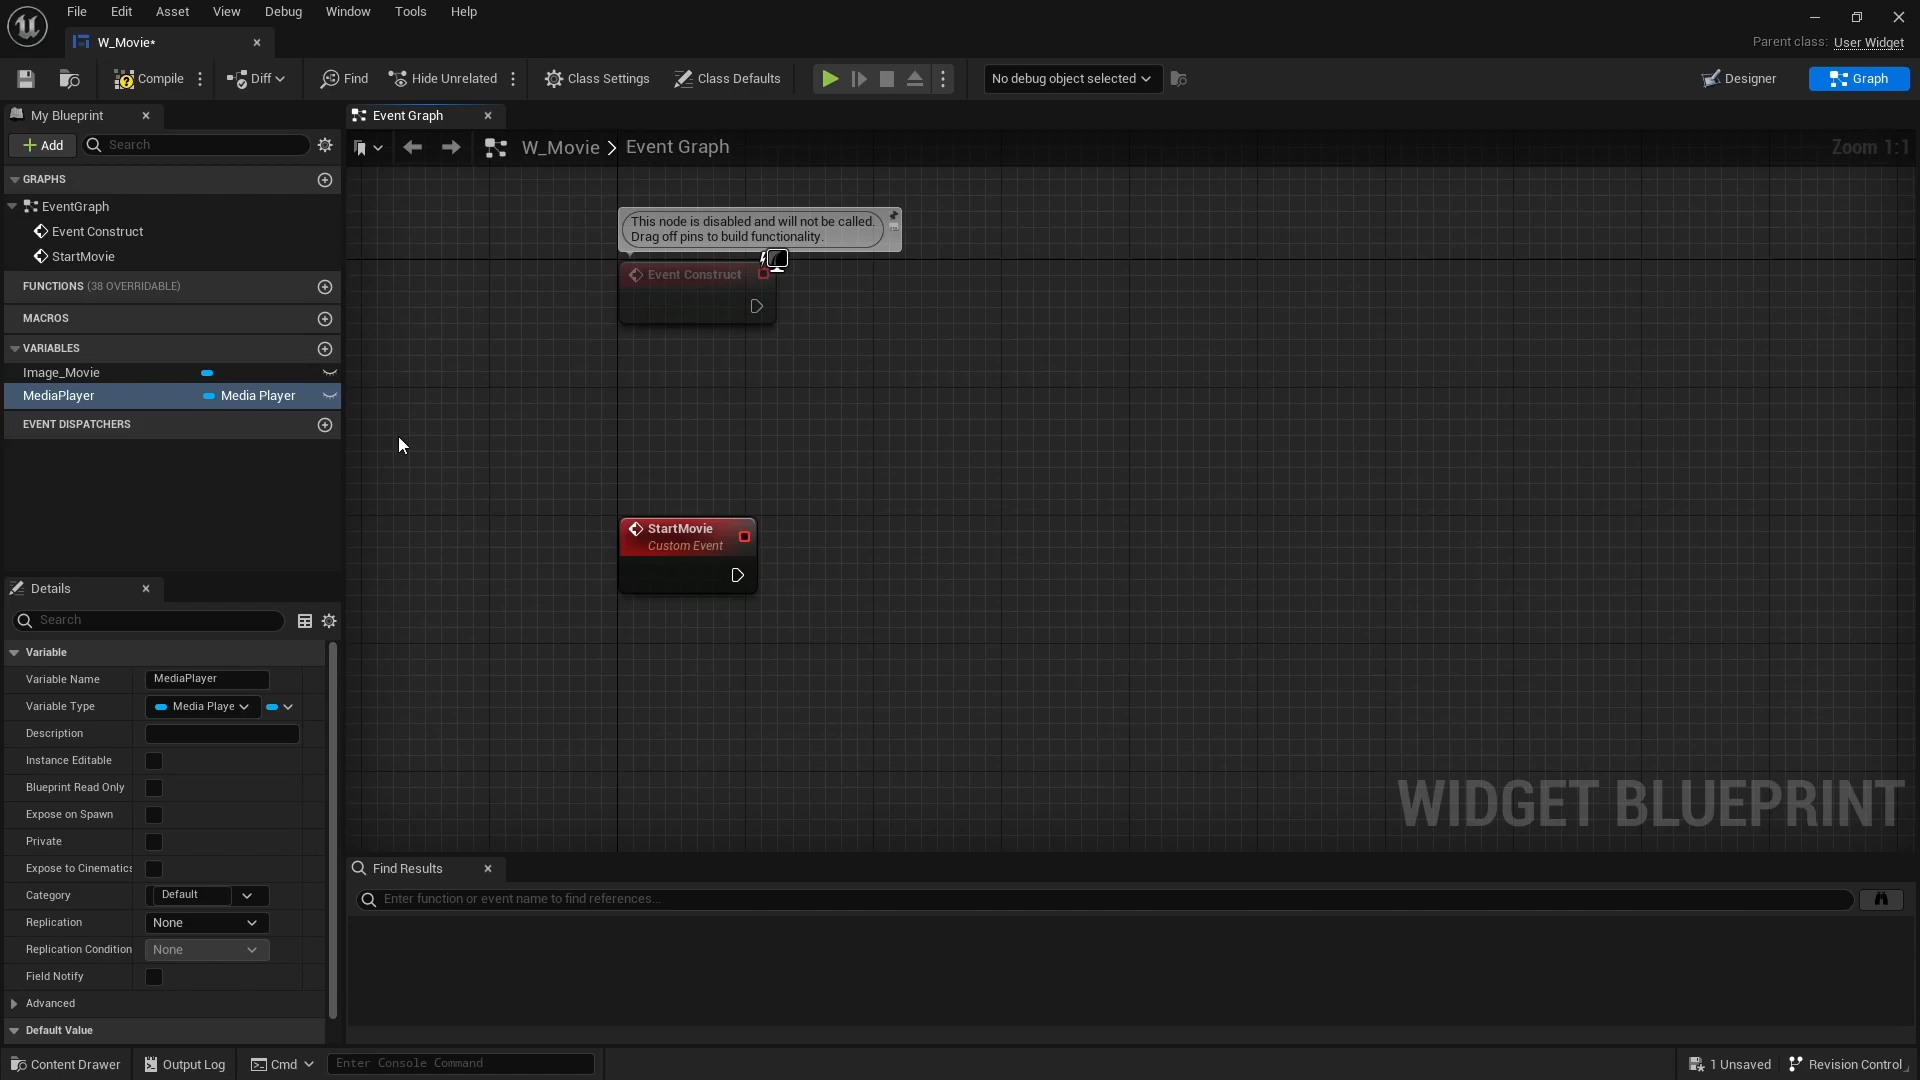 File Edit Asset View Debug Window Tools Help
W_Movie*
Parent class: User Widget
Compile Diff Find Hide Unrelated Class Settings Class Defaults No debug object selected Designer Graph
My Blueprint
Event Graph
Add Search
W_Movie > Event Graph
Zoom 1:1
GRAPHS
EventGraph
Event Construct
StartMovie
FUNCTIONS (38 OVERRIDABLE)
MACROS
VARIABLES
Image_Movie
MediaPlayer Media Player
EVENT DISPATCHERS
This node is disabled and will not be called.
Drag off pins to build functionality.
Event Construct
StartMovie
Custom Event
WIDGET BLUEPRINT
Details
Search
Variable
Variable Name MediaPlayer
Variable Type Media Playe
Description
Instance Editable
Blueprint Read Only
Expose on Spawn
Private
Expose to Cinematics
Category Default
Replication None
Replication Condition None
Field Notify
Advanced
Default Value
Find Results
Enter function or event name to find references...
Content Drawer Output Log Cmd Enter Console Command 1 Unsaved Revision Control